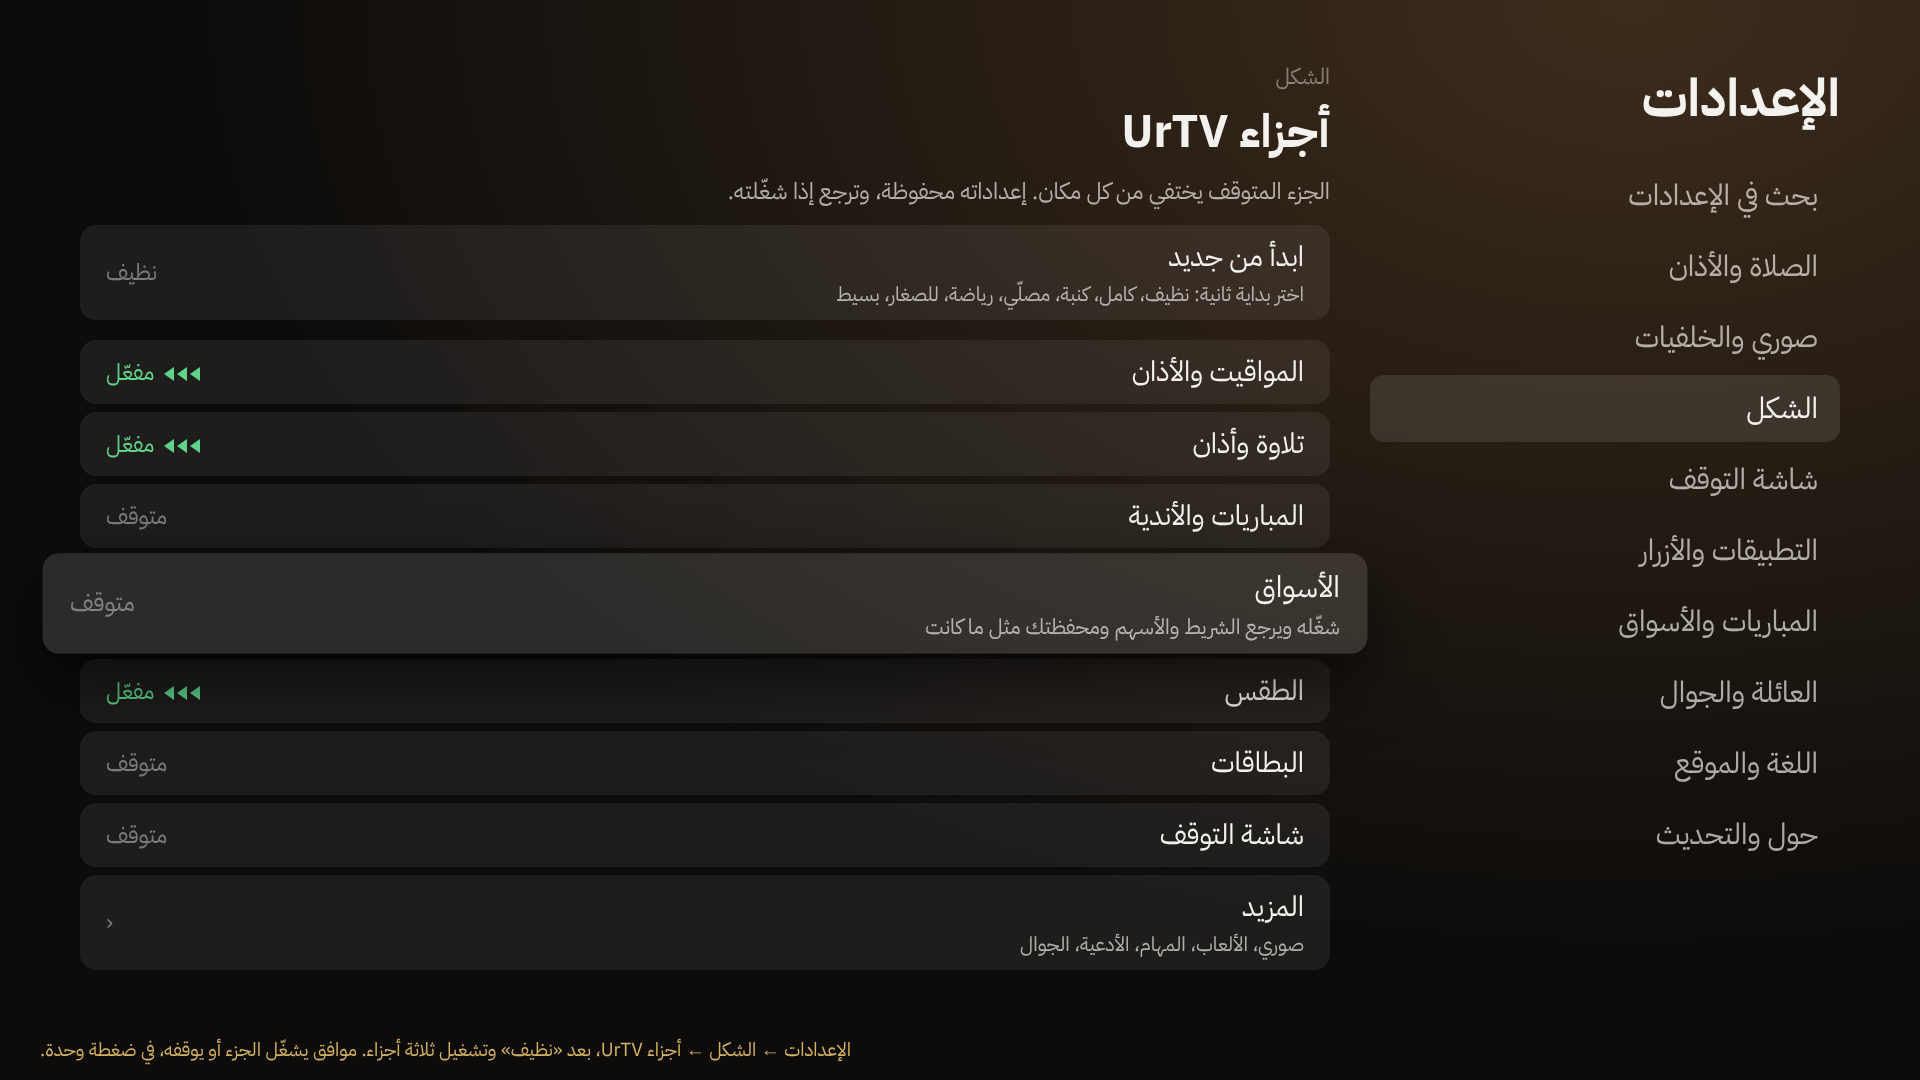 الإعدادات
بحث في الإعدادات
الصلاة والأذان
صوري والخلفيات
الشكل
شاشة التوقف
التطبيقات والأزرار
المباريات والأسواق
العائلة والجوال
اللغة والموقع
حول والتحديث
الشكل
أجزاء UrTV
الجزء المتوقف يختفي من كل مكان. إعداداته محفوظة، وترجع إذا شغّلته.
ابدأ من جديد
نظيف
اختر بداية ثانية: نظيف، كامل، كنبة، مصلّي، رياضة، للصغار، بسيط
المواقيت والأذان
مفعّل
تلاوة وأذان
مفعّل
المباريات والأندية
متوقف
الأسواق
متوقف
شغّله ويرجع الشريط والأسهم ومحفظتك مثل ما كانت
الطقس
مفعّل
البطاقات
متوقف
شاشة التوقف
متوقف
المزيد
صوري، الألعاب، المهام، الأدعية، الجوال
الإعدادات ← الشكل ← أجزاء UrTV، بعد «نظيف» وتشغيل ثلاثة أجزاء. موافق يشغّل الجزء أو يوقفه، في ضغطة وحدة.